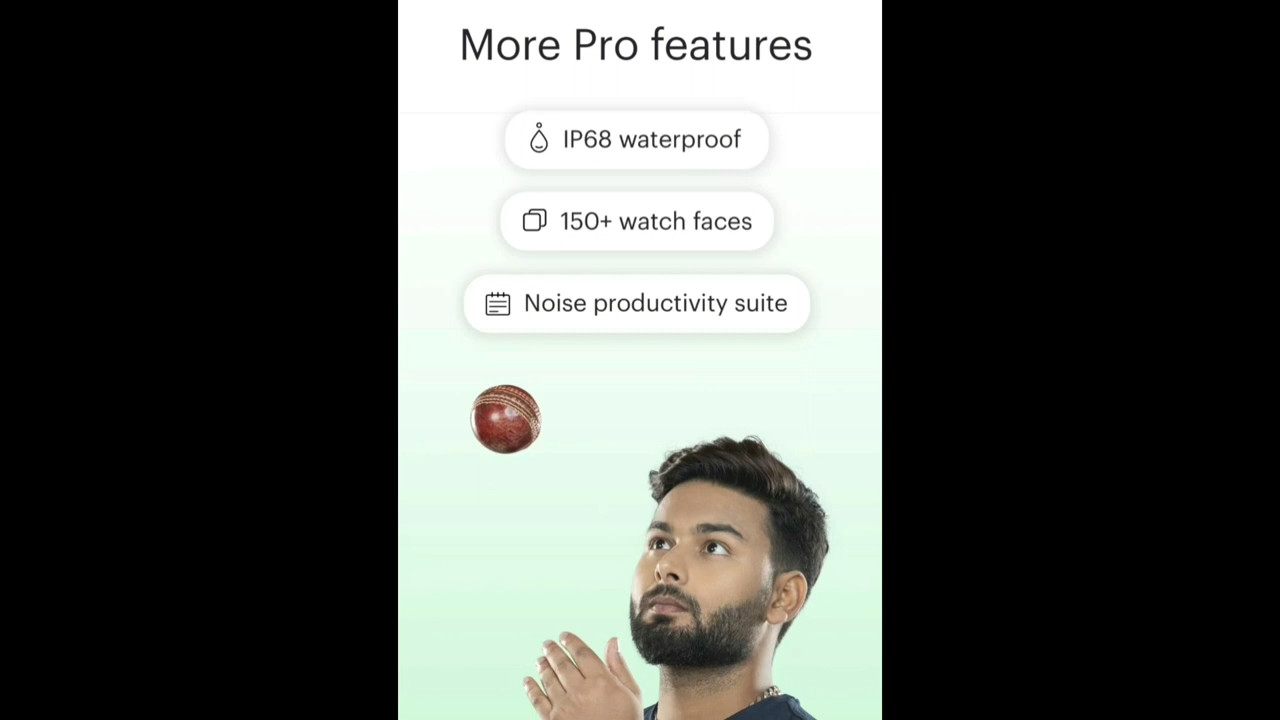 More Pro features
IP68 waterproof
150+ watch faces
Noise productivity suite